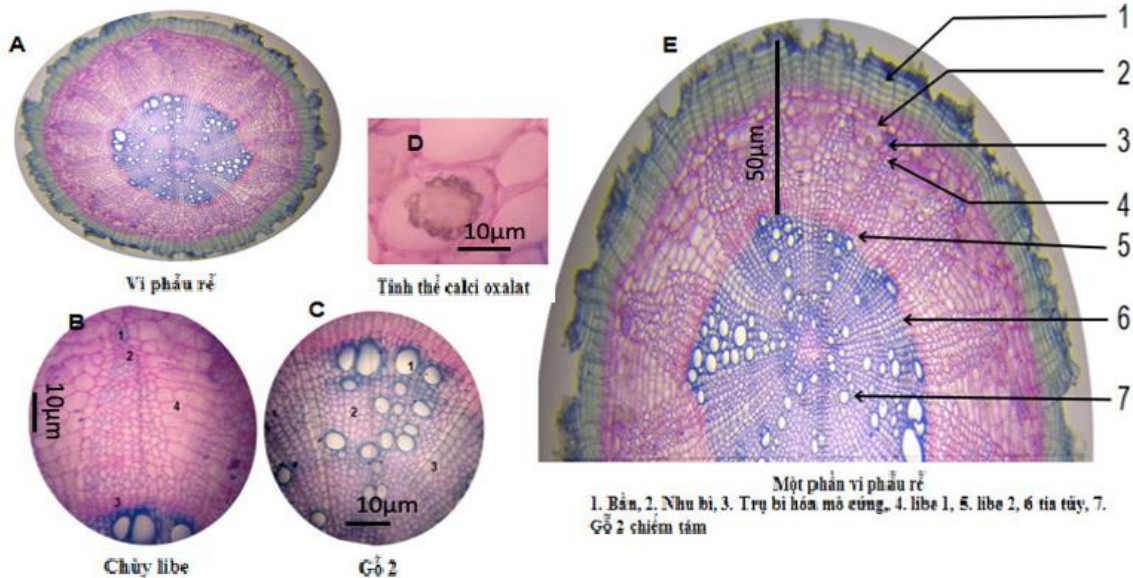 A
Vi phẫu rễ
D
10μm
Tinh thể calci oxalat
B
1
2
4
3
10μm
Chùy libe
C
1
2
3
10μm
Gỗ 2
E
50μm
1
2
3
4
5
6
7
Một phần vi phẫu rễ
1. Bần, 2. Nhu bì, 3. Trụ bì hóa mô cứng, 4. libe 1, 5. libe 2, 6 tia tủy, 7.
Gỗ 2 chiếm tâm